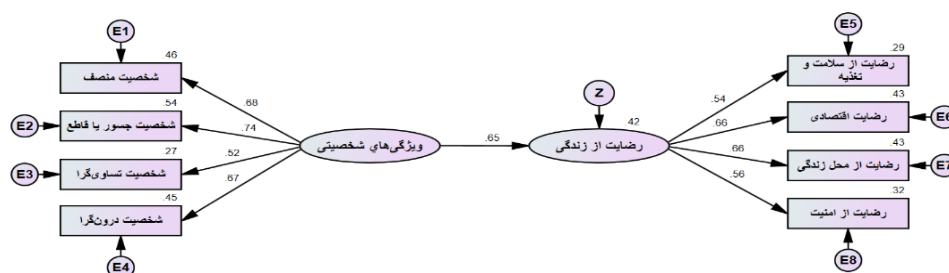 E1
.46
شخصیت منصف
.68
E2
.54
شخصیت جسور یا قاطع
.74
E3
.27
شخصیت تساوی‌گرا
.52
.45
شخصیت درون‌گرا
.67
E4
ویژگی‌هاي شخصیتی
.65
Z
.42
رضایت از زندگی
E5
.29
رضایت از سلامت و
تغذیه
.54
.43
رضایت اقتصادی
E6
.66
.43
رضایت از محل زندگی
E7
.66
.32
رضایت از امنیت
.56
E8